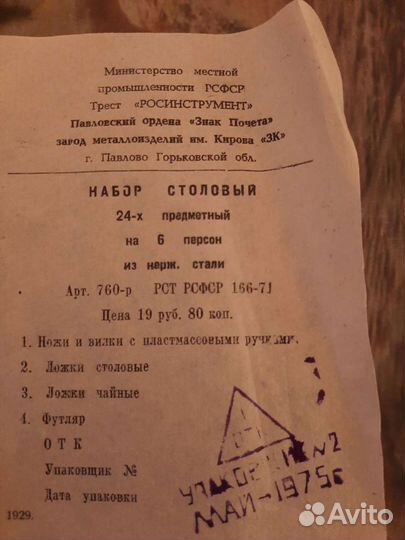 Министерство местной
промышленности РСФСР
Трест «РОСИНСТРУМЕНТ»
Павловский ордена «Знак Почета»
завод металлоизделий им. Кирова «ЗК»
г. Павлово Горьковской обл.
НАБОР СТОЛОВЫЙ
24-х предметный
на 6 персон
из нерж. стали
Арт. 760-р РСТ РСФСР 166-71
Цена 19 руб. 80 коп.
1. Ножи и вилки с пластмассовыми ручками.
2. Ложки столовые
3. Ложки чайные
4. Футляр
ОТК
Упаковщик №
Дата упаковки
1929.
2
МАЙ-1975г
Avito